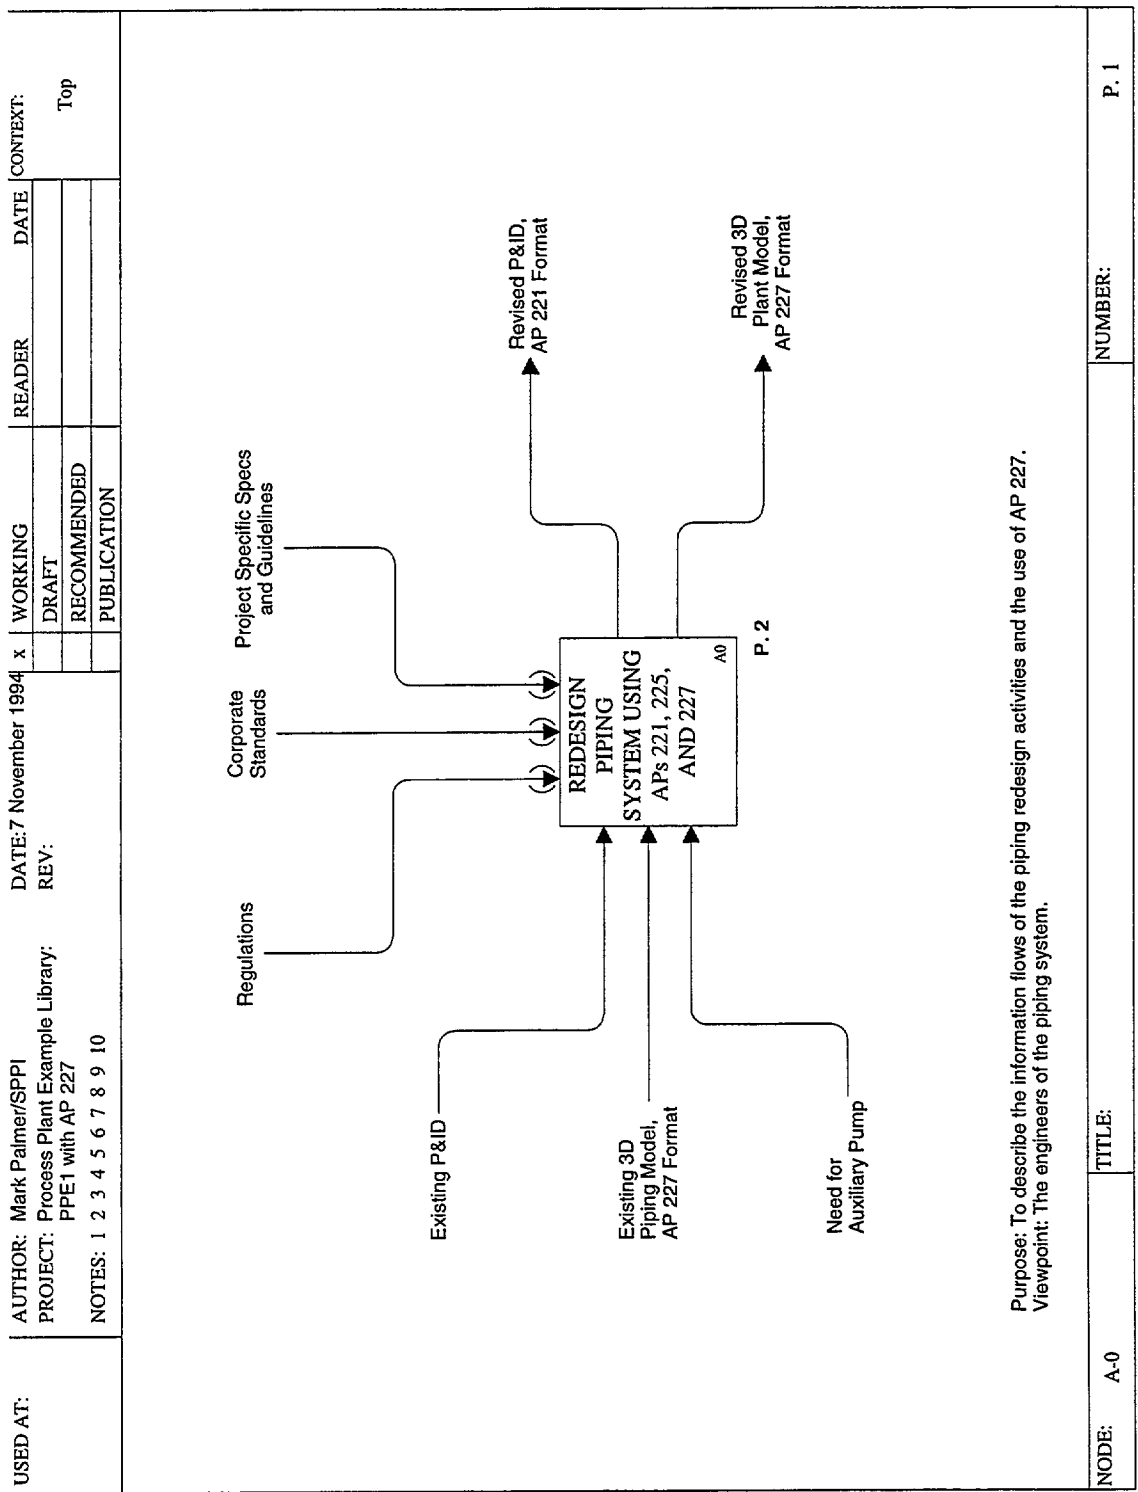 USED AT:
AUTHOR: Mark Palmer/SPPI
PROJECT: Process Plant Example Library:
PPE1 with AP 227
NOTES: 1 2 3 4 5 6 7 8 9 10
DATE:7 November 1994
REV:
x WORKING
DRAFT
RECOMMENDED
PUBLICATION
READER DATE
CONTEXT:
Top
Regulations
Corporate
Standards
Project Specific Specs
and Guidelines
Existing P&ID
Existing 3D
Piping Model,
AP 227 Format
Need for
Auxiliary Pump
REDESIGN
PIPING
SYSTEM USING
APs 221, 225,
AND 227
A0
P. 2
Revised P&ID,
AP 221 Format
Revised 3D
Plant Model,
AP 227 Format
Purpose: To describe the information flows of the piping redesign activities and the use of AP 227.
Viewpoint: The engineers of the piping system.
NODE: A-0
TITLE:
NUMBER:
P. 1